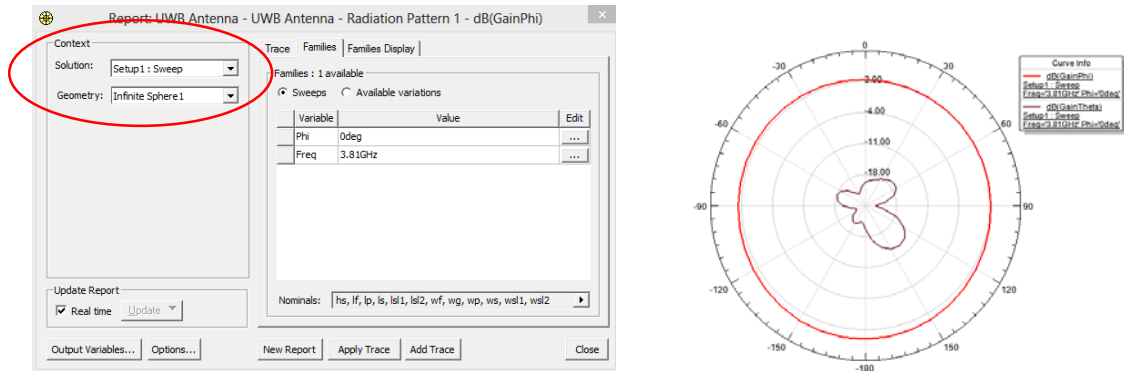 Report: UWB Antenna - UWB Antenna - Radiation Pattern 1 - dB(GainPhi)
Context
Solution: Setup1 : Sweep
Geometry: Infinite Sphere1
Update Report
Real time Update
Output Variables... Options...
Trace Families Families Display
Families : 1 available
Sweeps Available variations
Variable Value Edit
Phi 0deg ...
Freq 3.81GHz ...
Nominals: hs, lf, lp, ls, lsl1, lsl2, wf, wg, wp, ws, wsl1, wsl2
New Report Apply Trace Add Trace Close
0
-30 30
3.00
-4.00
-60 60
-11.00
-18.00
-90 90
-120 120
-150 150
-180
Curve Info
dB(GainPhi)
Setup1 : Sweep
Freq='3.81GHz' Phi='0deg'
dB(GainTheta)
Setup1 : Sweep
Freq='3.81GHz' Phi='0deg'